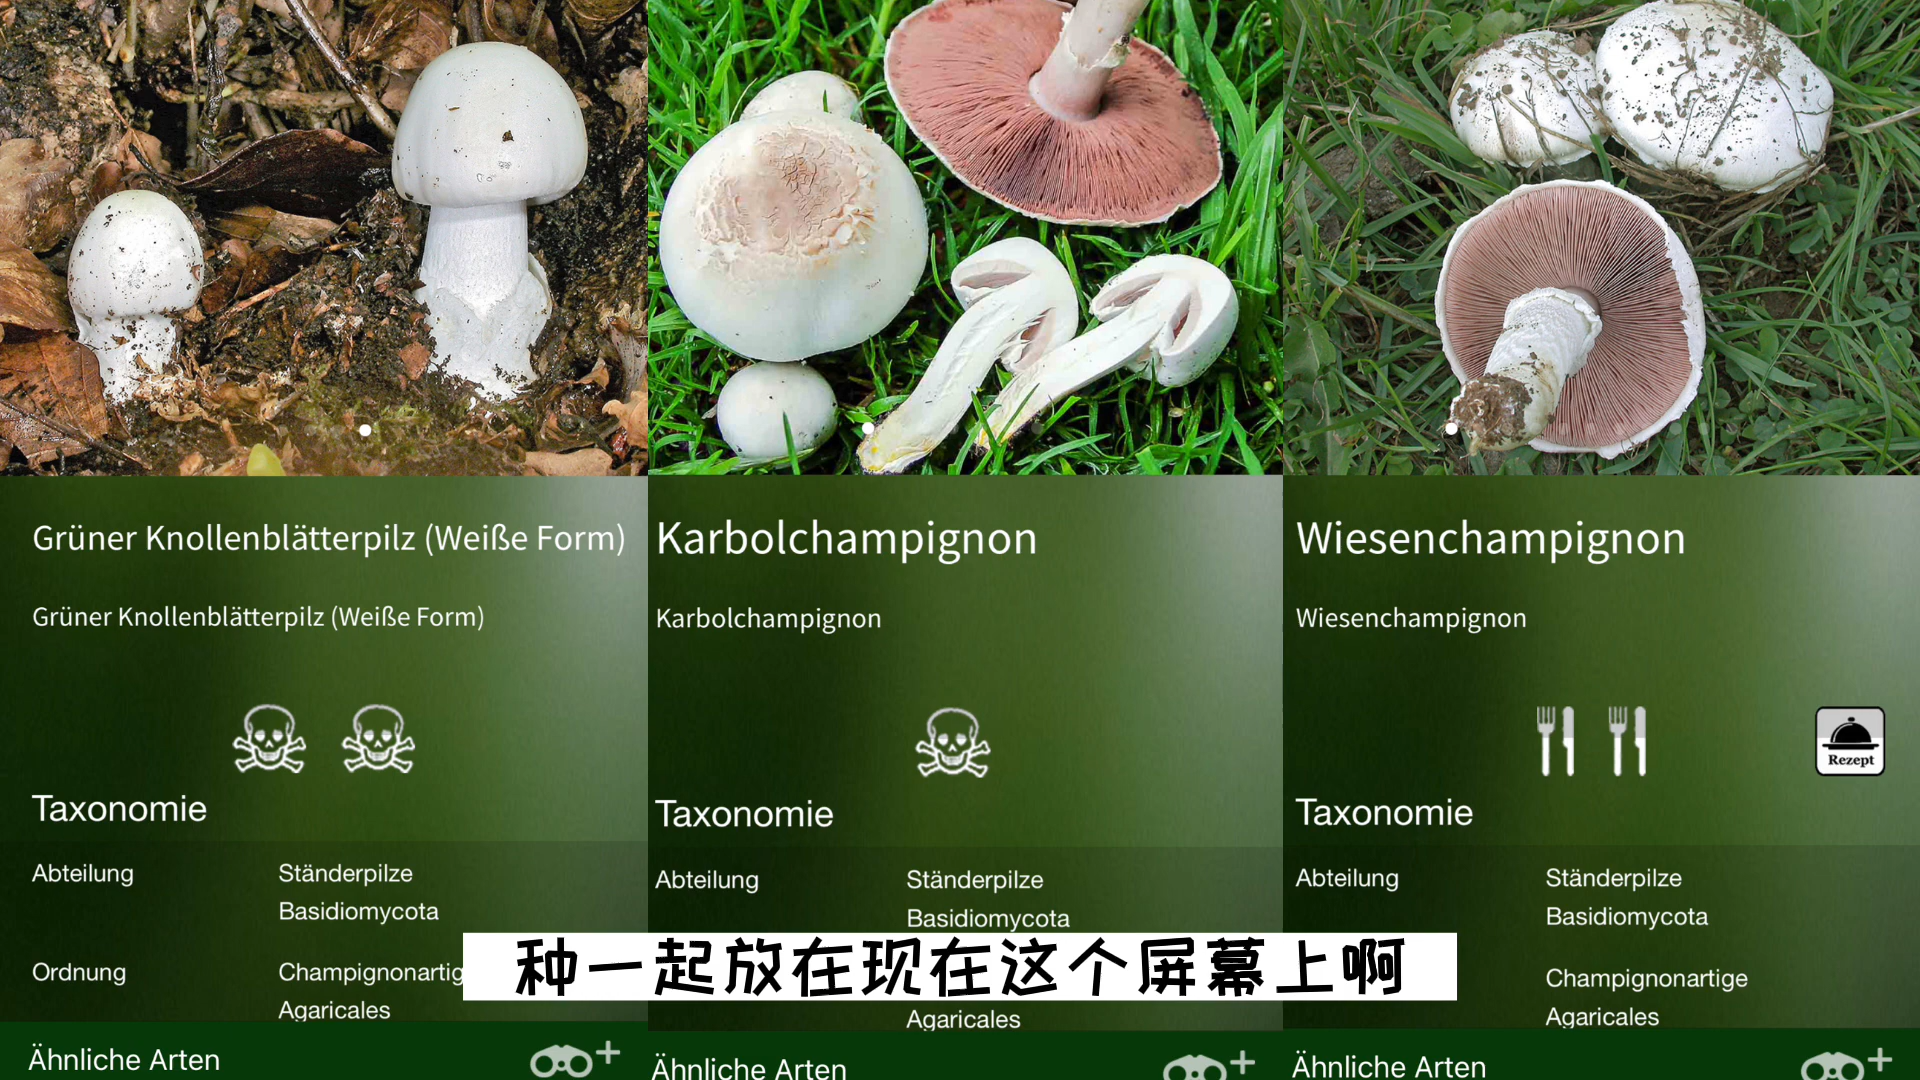 Grüner Knollenblätterpilz (Weiße Form)
Grüner Knollenblätterpilz (Weiße Form)
Taxonomie
Abteilung
Ständerpilze
Basidiomycota
Ordnung
Champignonartig
Agaricales
Ähnliche Arten
Karbolchampignon
Karbolchampignon
Taxonomie
Abteilung
Ständerpilze
Basidiomycota
Agaricales
Ähnliche Arten
Wiesenchampignon
Wiesenchampignon
Rezept
Taxonomie
Abteilung
Ständerpilze
Basidiomycota
Champignonartige
Agaricales
Ähnliche Arten
种一起放在现在这个屏幕上啊